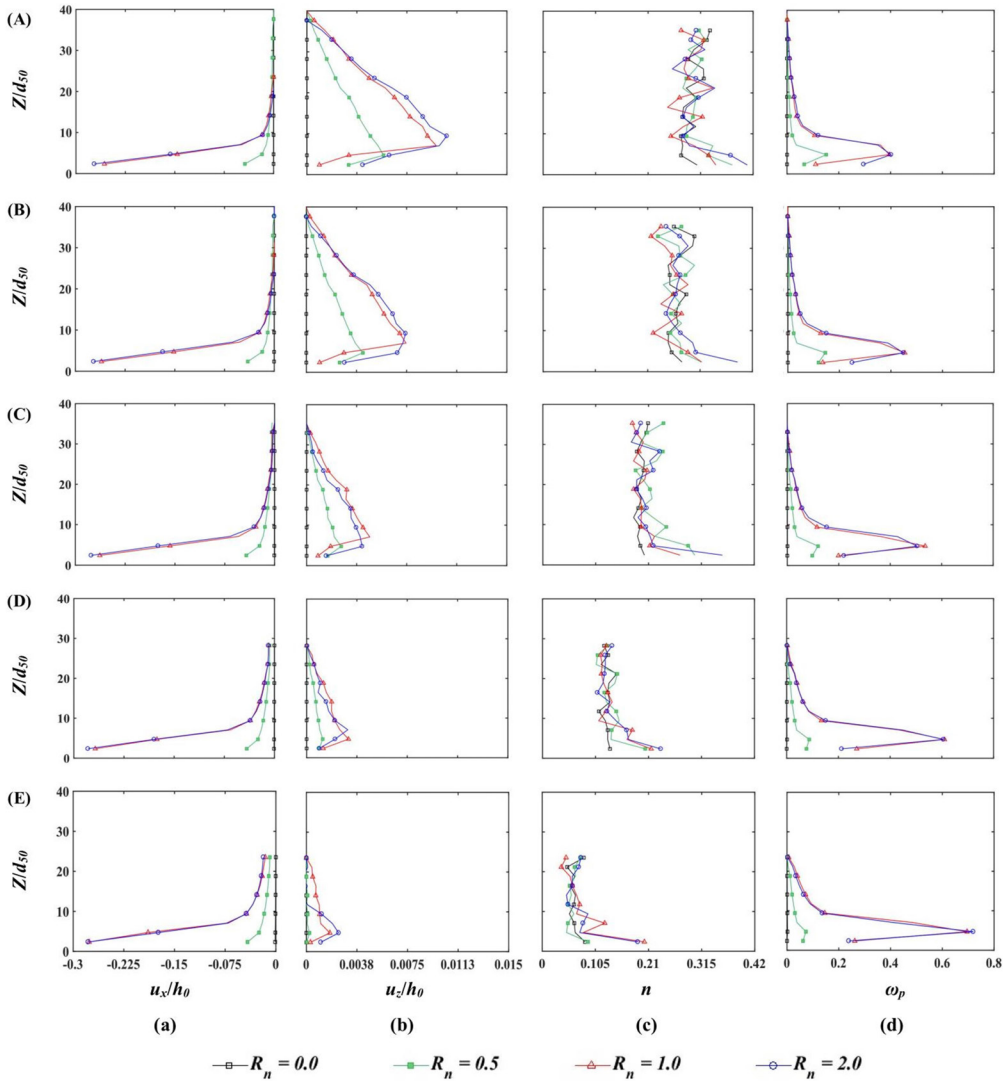 (A)
40
30
20
10
0
Z/d50
(B)
40
30
20
10
0
Z/d50
(C)
40
30
20
10
0
Z/d50
(D)
40
30
20
10
0
Z/d50
(E)
40
30
20
10
0
Z/d50
-0.3 -0.225 -0.15 -0.075 0
0 0.0038 0.0075 0.0113 0.015
0 0.105 0.21 0.315 0.42
0 0.2 0.4 0.6 0.8
ux/h0 uz/h0 n ωp
(a) (b) (c) (d)
Rn = 0.0 Rn = 0.5 Rn = 1.0 Rn = 2.0